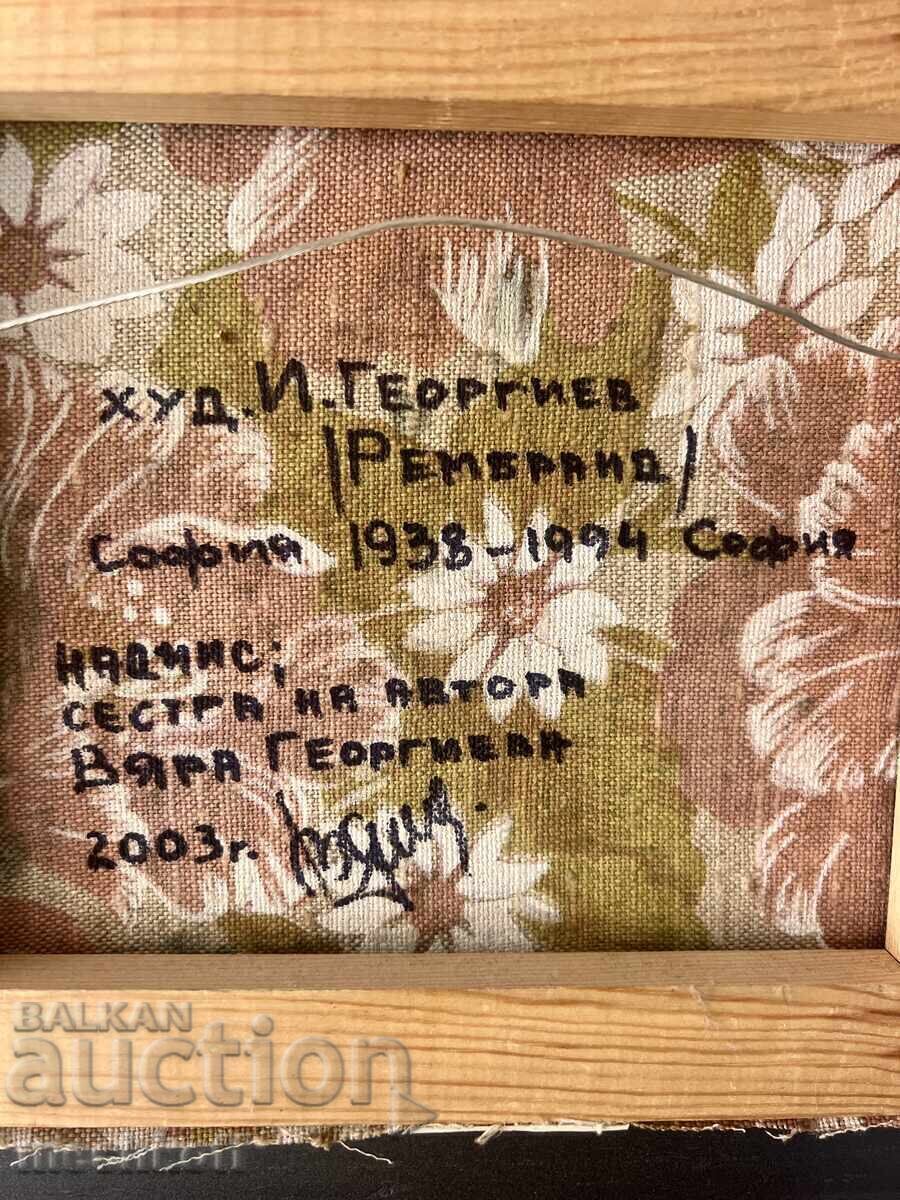 худ. И. ГЕОРГИЕВ
/РЕМБРАНД/
София 1938-1994 София
НАДПИС;
СЕСТРА НА АВТОРА
ВЯРА ГЕОРГИЕВА
2003г.
BALKAN
auction